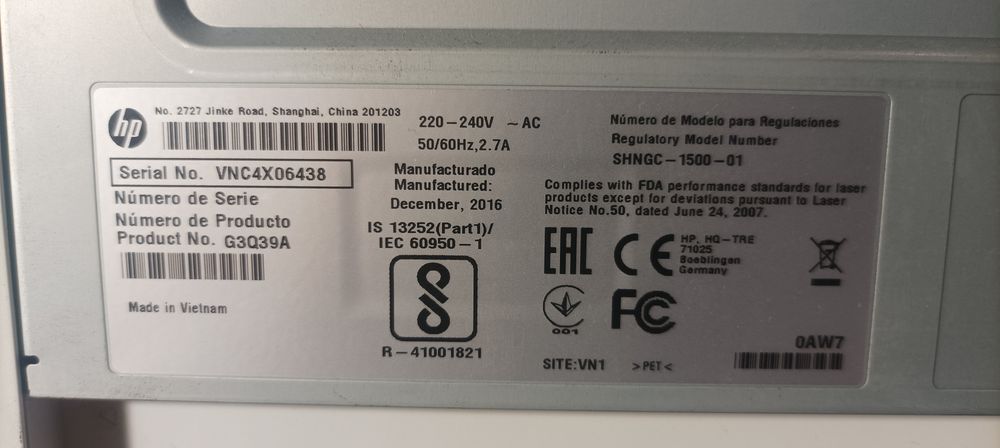 hp
No. 2727 Jinke Road, Shanghai, China 201203
Serial No. VNC4X06438
Número de Serie
Número de Producto
Product No. G3Q39A
Made in Vietnam
220-240V ~ AC
50/60Hz,2.7A
Manufacturado
Manufactured:
December, 2016
IS 13252(Part1)/
IEC 60950-1
R-41001821
Número de Modelo para Regulaciones
Regulatory Model Number
SHNGC-1500-01
Complies with FDA performance standards for laser
products except for deviations pursuant to Laser
Notice No.50, dated June 24, 2007.
EAC
CE
HP, HQ-TRE
71025
Boeblingen
Germany
001
FC
SITE:VN1
>PET<
0AW7